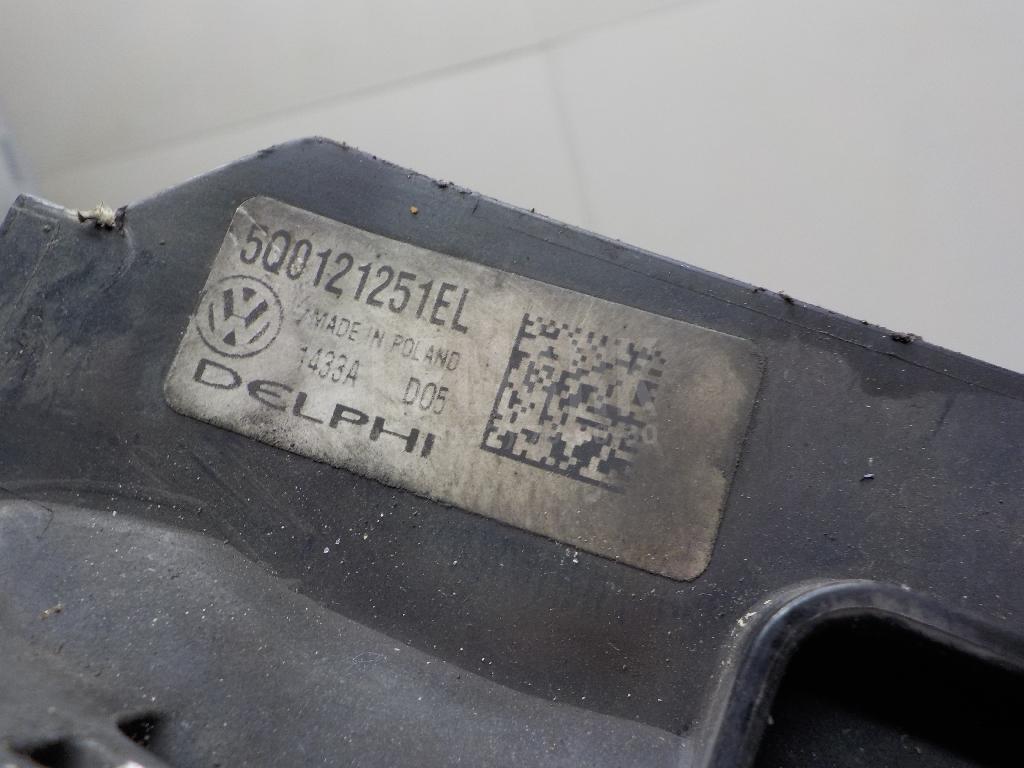 5Q0121251EL
MADE IN POLAND
1433A D05
DELPHI